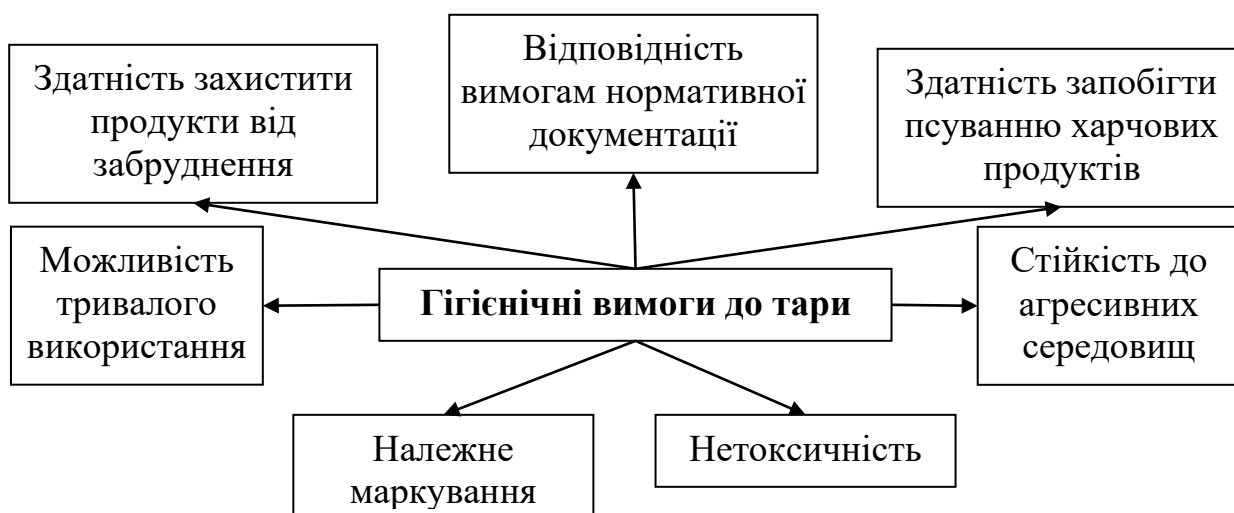 Здатність захистити
продукти від
забруднення
Відповідність
вимогам нормативної
документації
Здатність запобігти
псуванню харчових
продуктів
Можливість
тривалого
використання
Гігієнічні вимоги до тари
Стійкість до
агресивних
середовищ
Належне
маркування
Нетоксичність